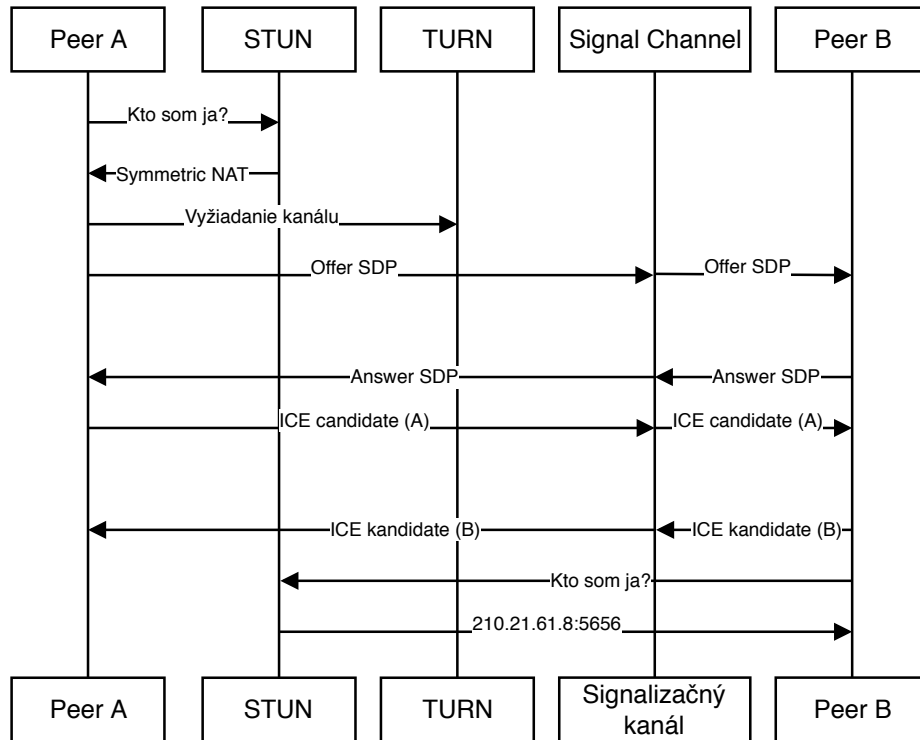 Peer A
STUN
TURN
Signal Channel
Peer B
Kto som ja?
Symmetric NAT
Vyžiadanie kanálu
Offer SDP
Offer SDP
Answer SDP
Answer SDP
ICE candidate (A)
ICE candidate (A)
ICE kandidate (B)
ICE kandidate (B)
Kto som ja?
210.21.61.8:5656
Peer A
STUN
TURN
Signalizačný
kanál
Peer B